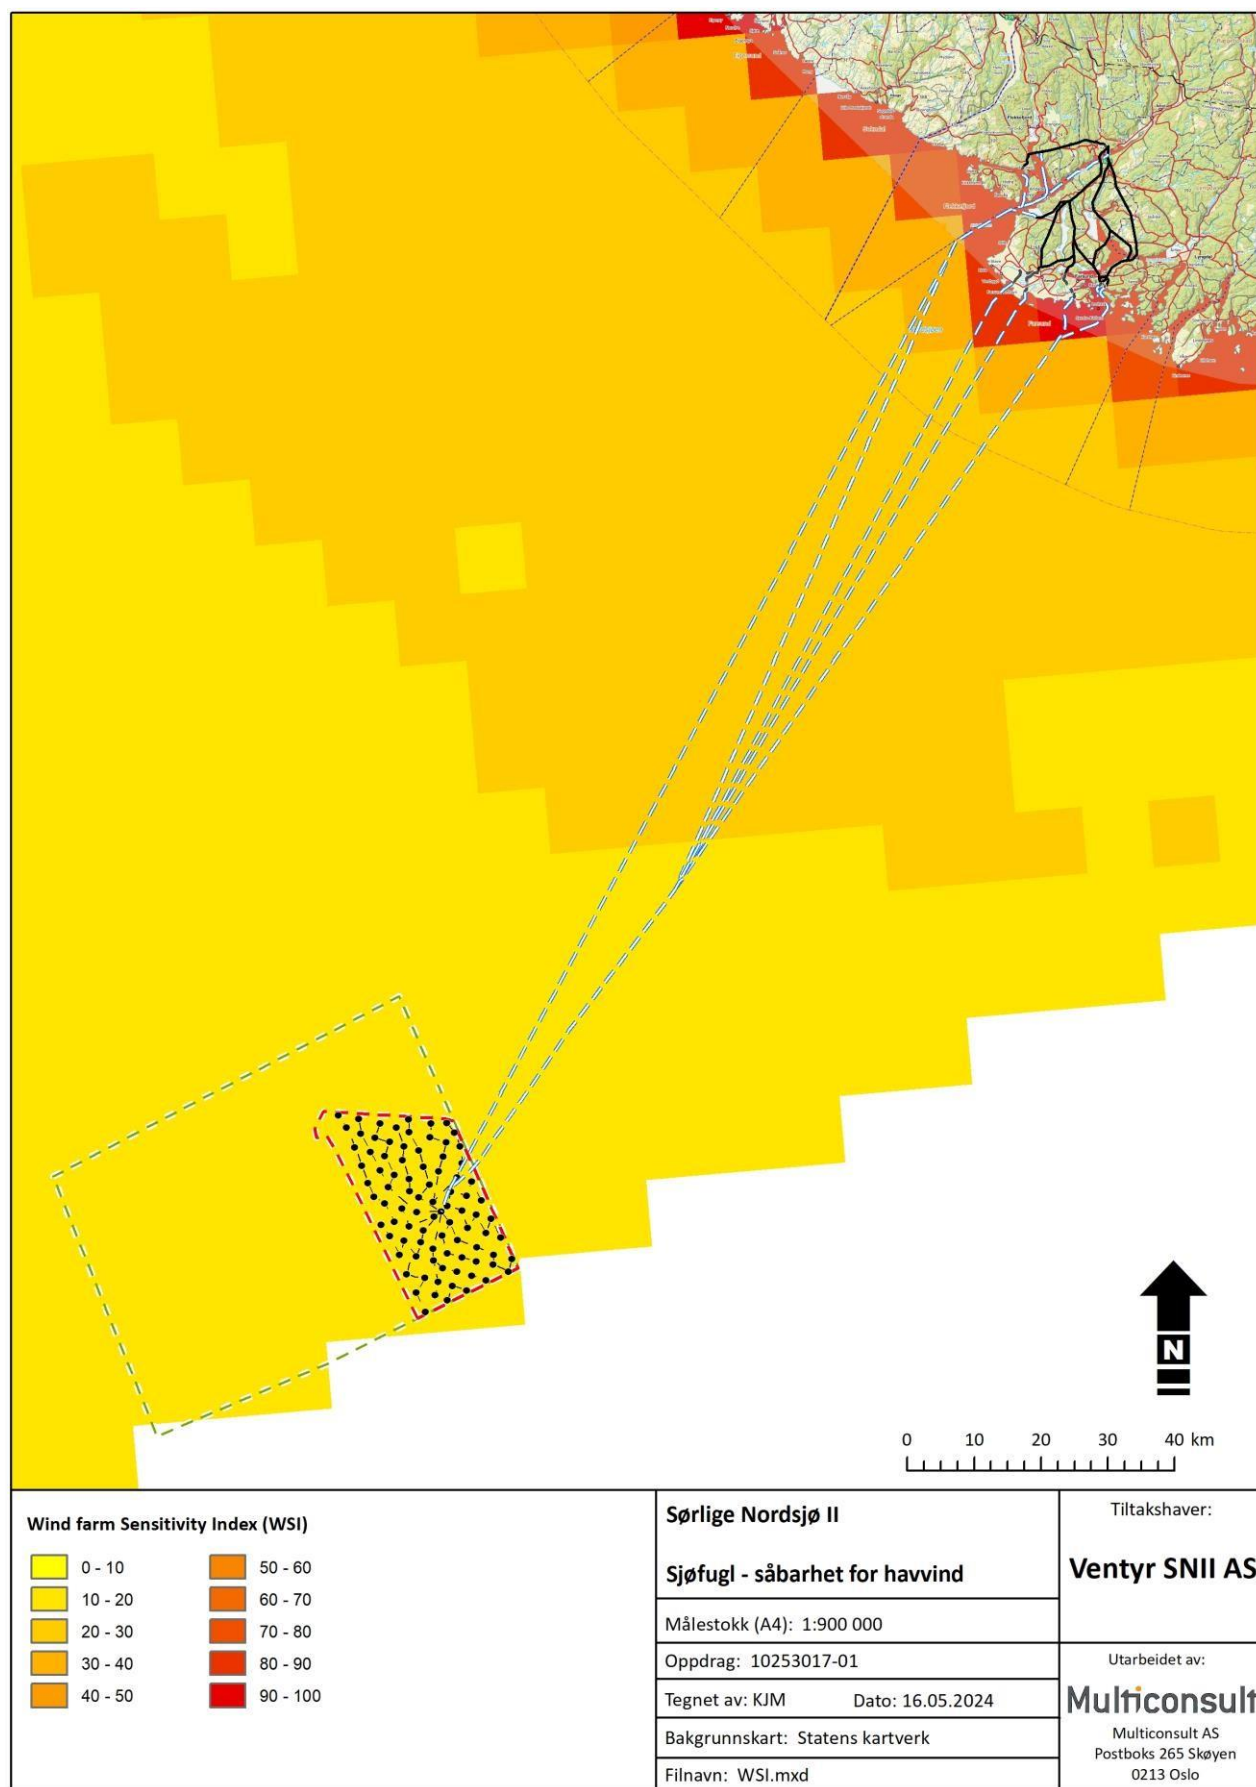 Flekkefjord
Farsund
Lyngdal
N
0 10 20 30 40 km
Wind farm Sensitivity Index (WSI)
0 - 10
10 - 20
20 - 30
30 - 40
40 - 50
50 - 60
60 - 70
70 - 80
80 - 90
90 - 100
Sørlige Nordsjø II
Sjøfugl - såbarhet for havvind
Målestokk (A4): 1:900 000
Oppdrag: 10253017-01
Tegnet av: KJM Dato: 16.05.2024
Bakgrunnskart: Statens kartverk
Filnavn: WSI.mxd
Tiltakshaver:
Ventyr SNII AS
Utarbeidet av:
Multiconsult
Multiconsult AS
Postboks 265 Skøyen
0213 Oslo